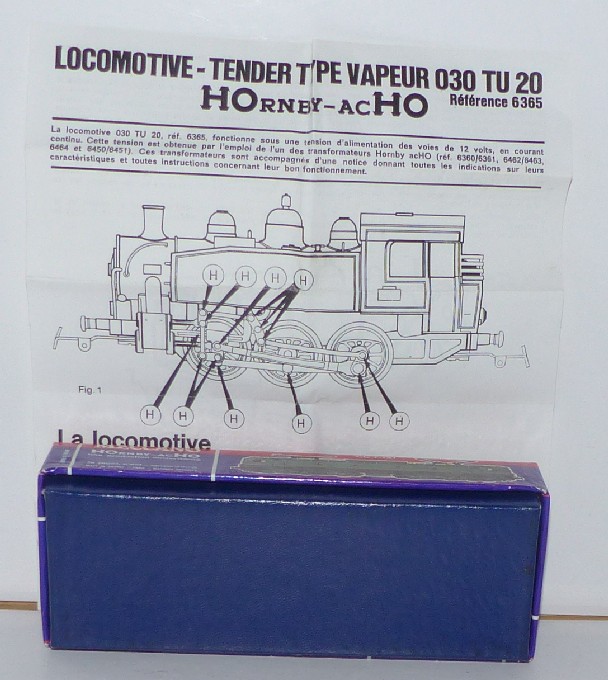 LOCOMOTIVE-TENDER TYPE VAPEUR 030 TU 20
HORNBY-ACHO Référence 6365
La locomotive 030 TU 20, réf. 6365, fonctionne sous une tension d'alimentation des voies de 12 volts, en courant
continu. Cette tension est obtenue par l'emploi de l'un des transformateurs Hornby acHO (réf. 6360/6361, 6462/6463,
6464 et 6450/6451). Ces transformateurs sont accompagnés d'une notice donnant toutes les indications sur leurs
caractéristiques et toutes instructions concernant leur bon fonctionnement.
H H H H
Fig. 1
H H H H H H
La locomotive
HORNBY-ACHO